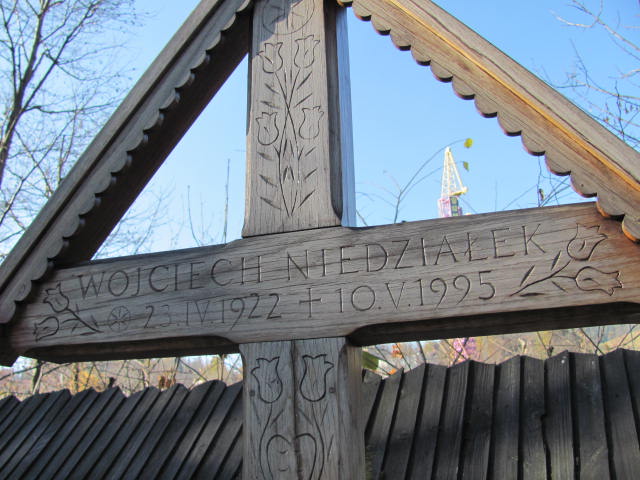 WOJCIECH NIEDZIAŁEK
23.IV.1922 + 10.V.1995